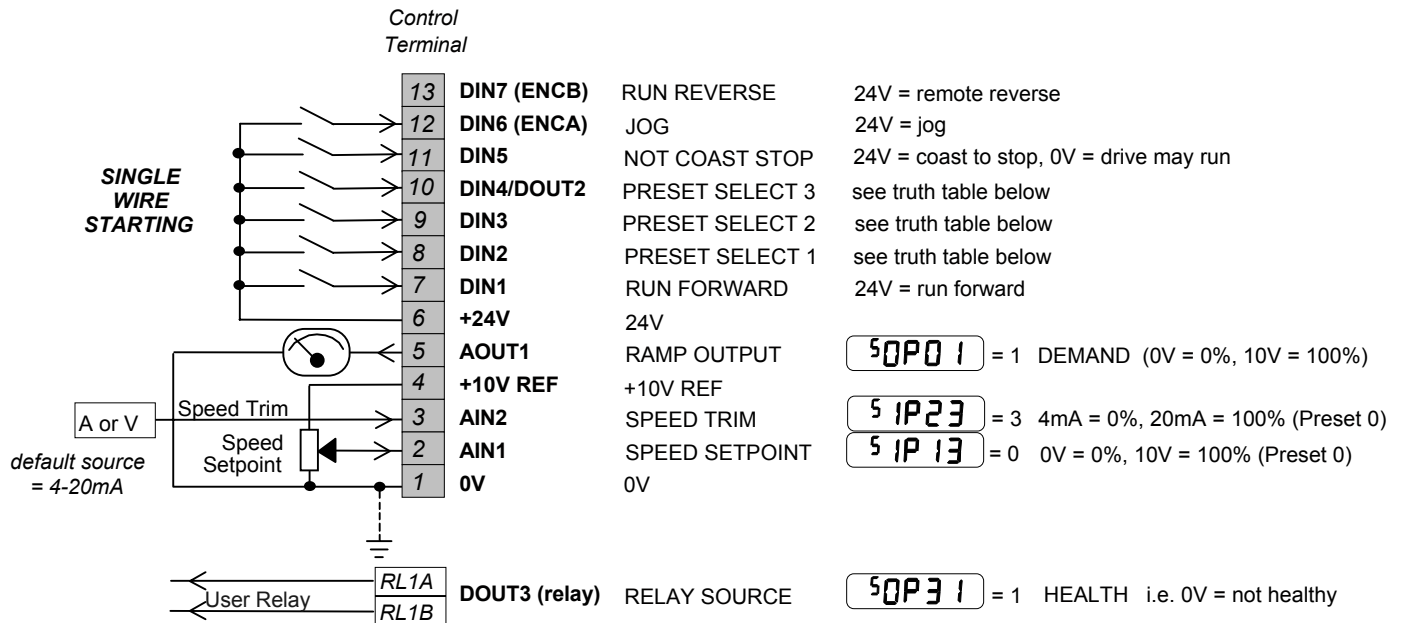 Control
Terminal
13 DIN7 (ENCB) RUN REVERSE 24V = remote reverse
12 DIN6 (ENCA) JOG 24V = jog
11 DIN5 NOT COAST STOP 24V = coast to stop, 0V = drive may run
SINGLE
WIRE
STARTING
10 DIN4/DOUT2 PRESET SELECT 3 see truth table below
9 DIN3 PRESET SELECT 2 see truth table below
8 DIN2 PRESET SELECT 1 see truth table below
7 DIN1 RUN FORWARD 24V = run forward
6 +24V 24V
5 AOUT1 RAMP OUTPUT SOP01 = 1 DEMAND (0V = 0%, 10V = 100%)
4 +10V REF +10V REF
A or V Speed Trim 3 AIN2 SPEED TRIM SIP23 = 3 4mA = 0%, 20mA = 100% (Preset 0)
Speed
Setpoint 2 AIN1 SPEED SETPOINT SIP13 = 0 0V = 0%, 10V = 100% (Preset 0)
default source
= 4-20mA
1 0V 0V
RL1A
User Relay DOUT3 (relay) RELAY SOURCE SOP31 = 1 HEALTH i.e. 0V = not healthy
RL1B